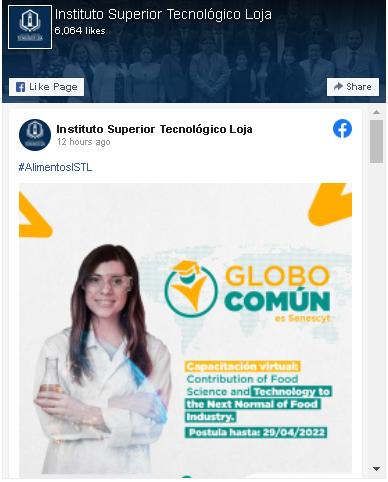 Instituto Superior Tecnológico Loja
6,064 likes
Like Page
Share
Instituto Superior Tecnológico Loja
12 hours ago
#AlimentosISTL
GLOBO
COMÚN
es Senescyt
Capacitación virtual:
Contribution of Food
Science and Technology to
the Next Normal of Food
Industry.
Postula hasta: 29/04/2022